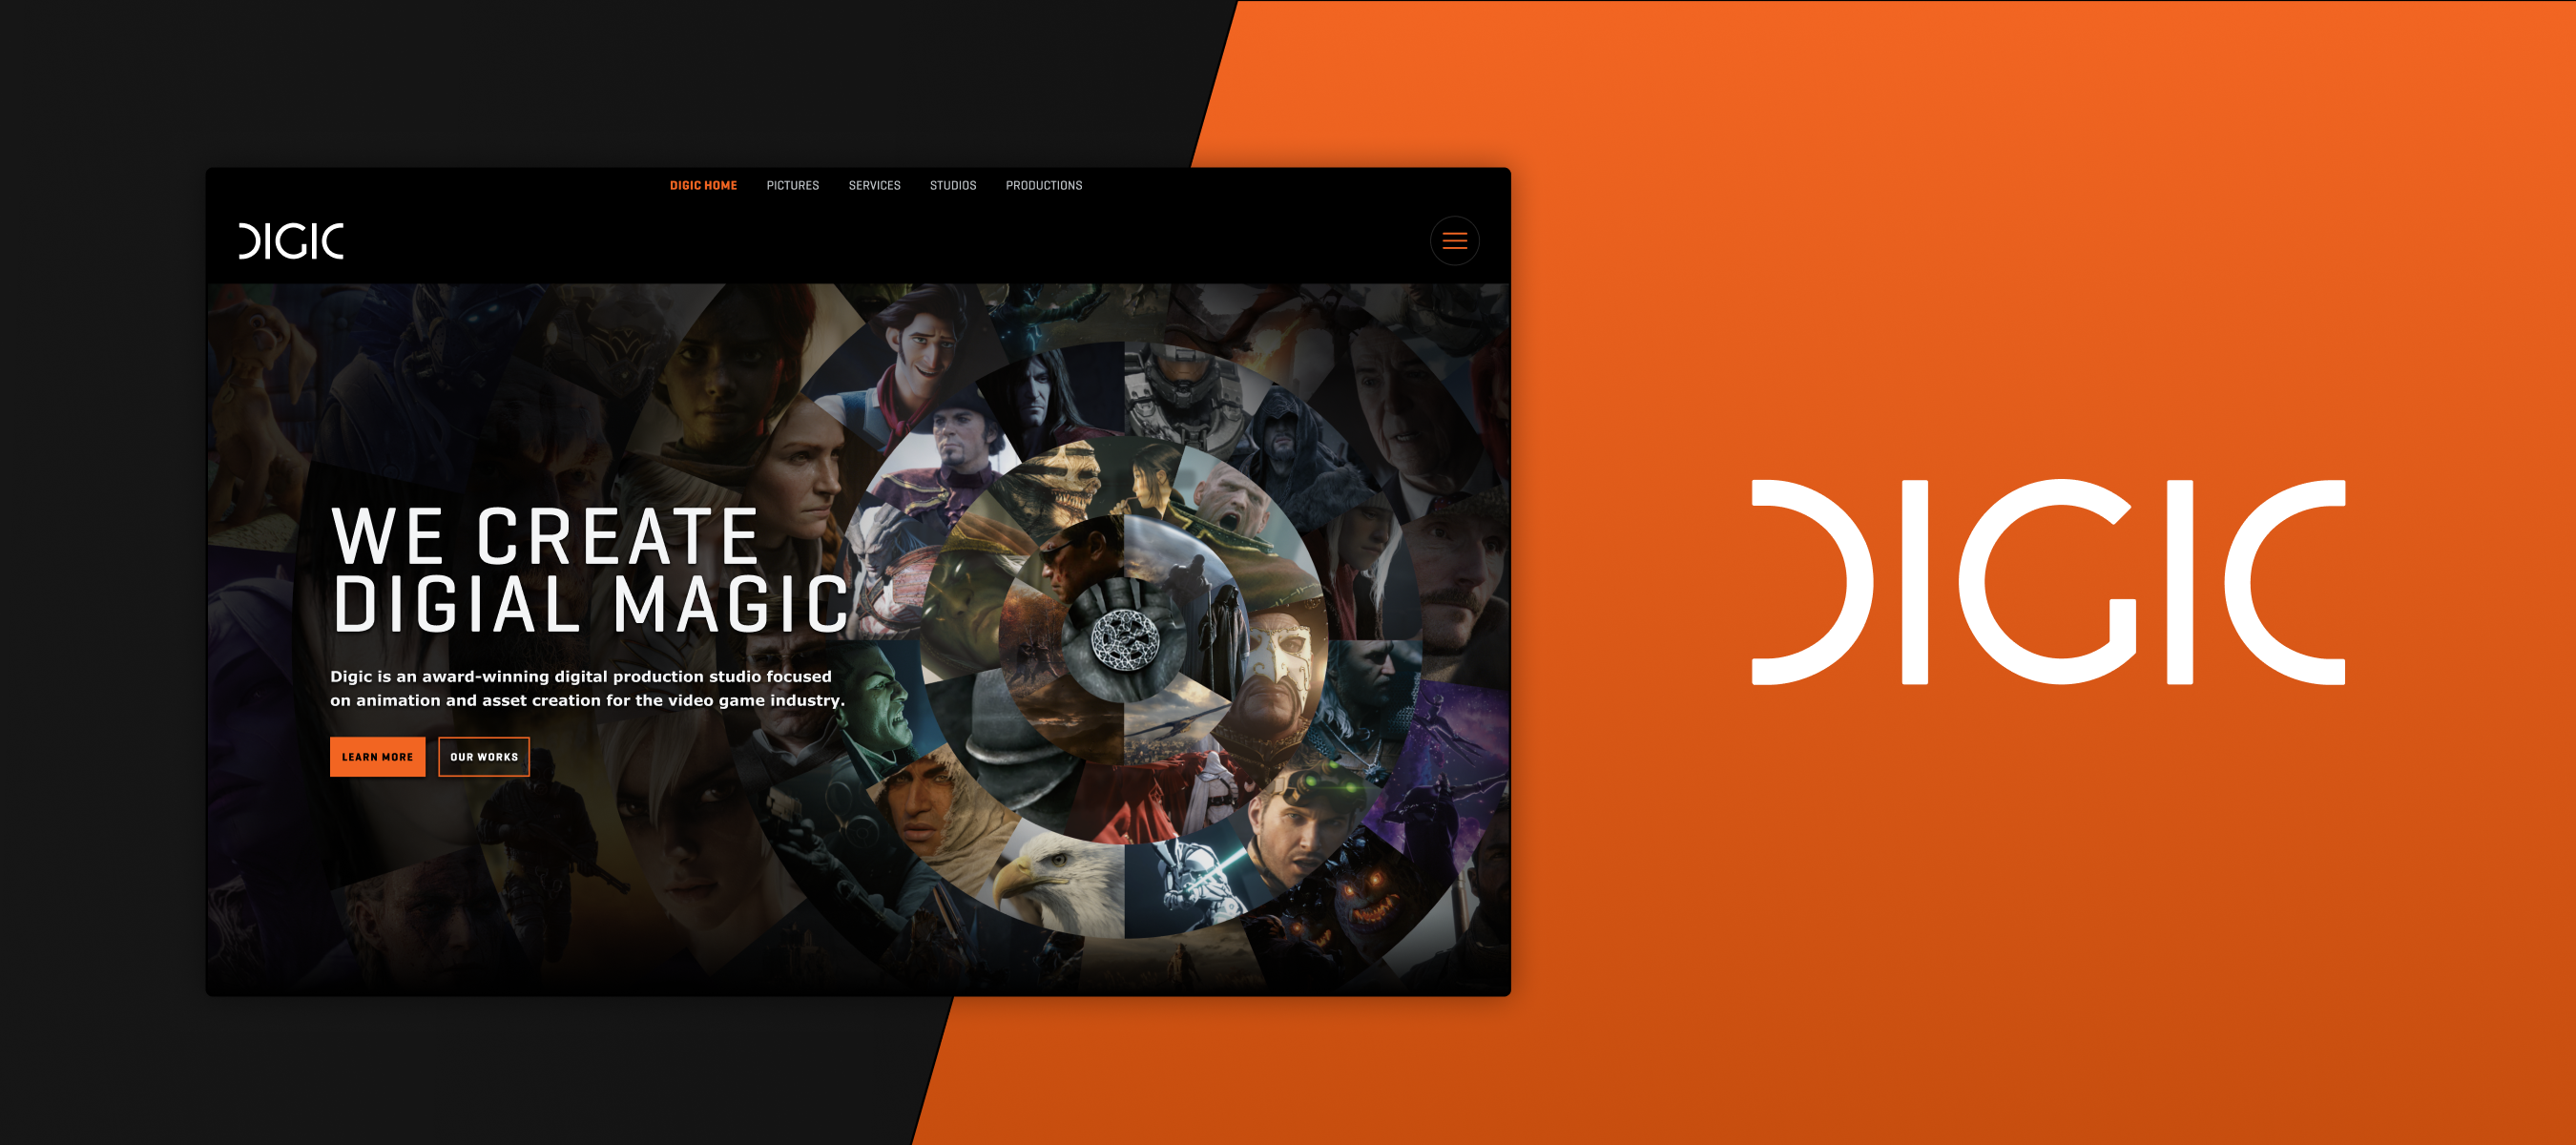 DIGIC HOME PICTURES SERVICES STUDIOS PRODUCTIONS
DIGIC
WE CREATE
DIGIAL MAGIC
Digic is an award-winning digital production studio focused
on animation and asset creation for the video game industry.
LEARN MORE OUR WORKS
DIGIC